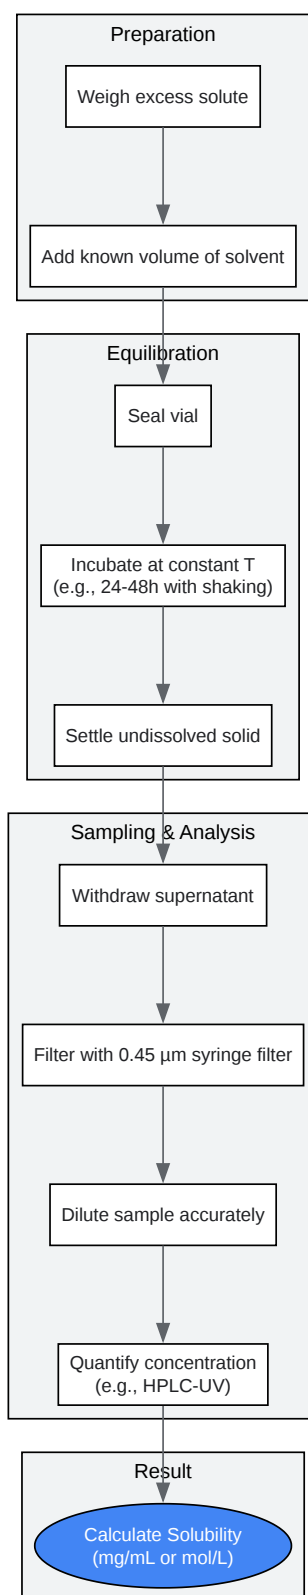 Preparation
Weigh excess solute
Add known volume of solvent
Equilibration
Seal vial
Incubate at constant T
(e.g., 24-48h with shaking)
Settle undissolved solid
Sampling & Analysis
Withdraw supernatant
Filter with 0.45 µm syringe filter
Dilute sample accurately
Quantify concentration
(e.g., HPLC-UV)
Result
Calculate Solubility
(mg/mL or mol/L)